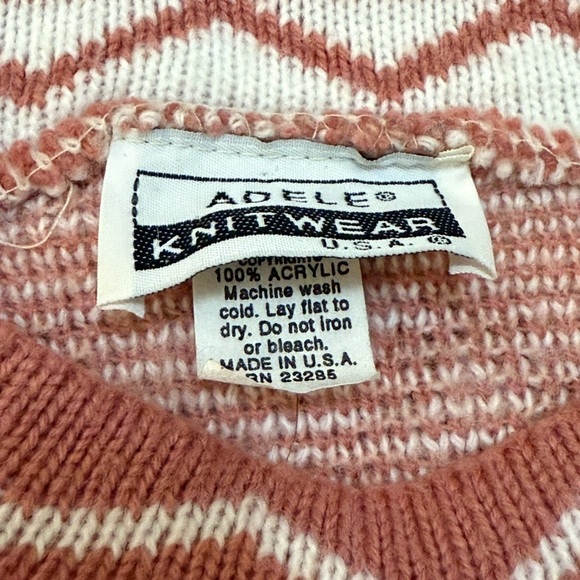 ADELE®
KNITWEAR
U.S.A. ®
COPYRIGHT©
100% ACRYLIC
Machine wash
cold. Lay flat to
dry. Do not iron
or bleach.
MADE IN U.S.A.
RN 23285